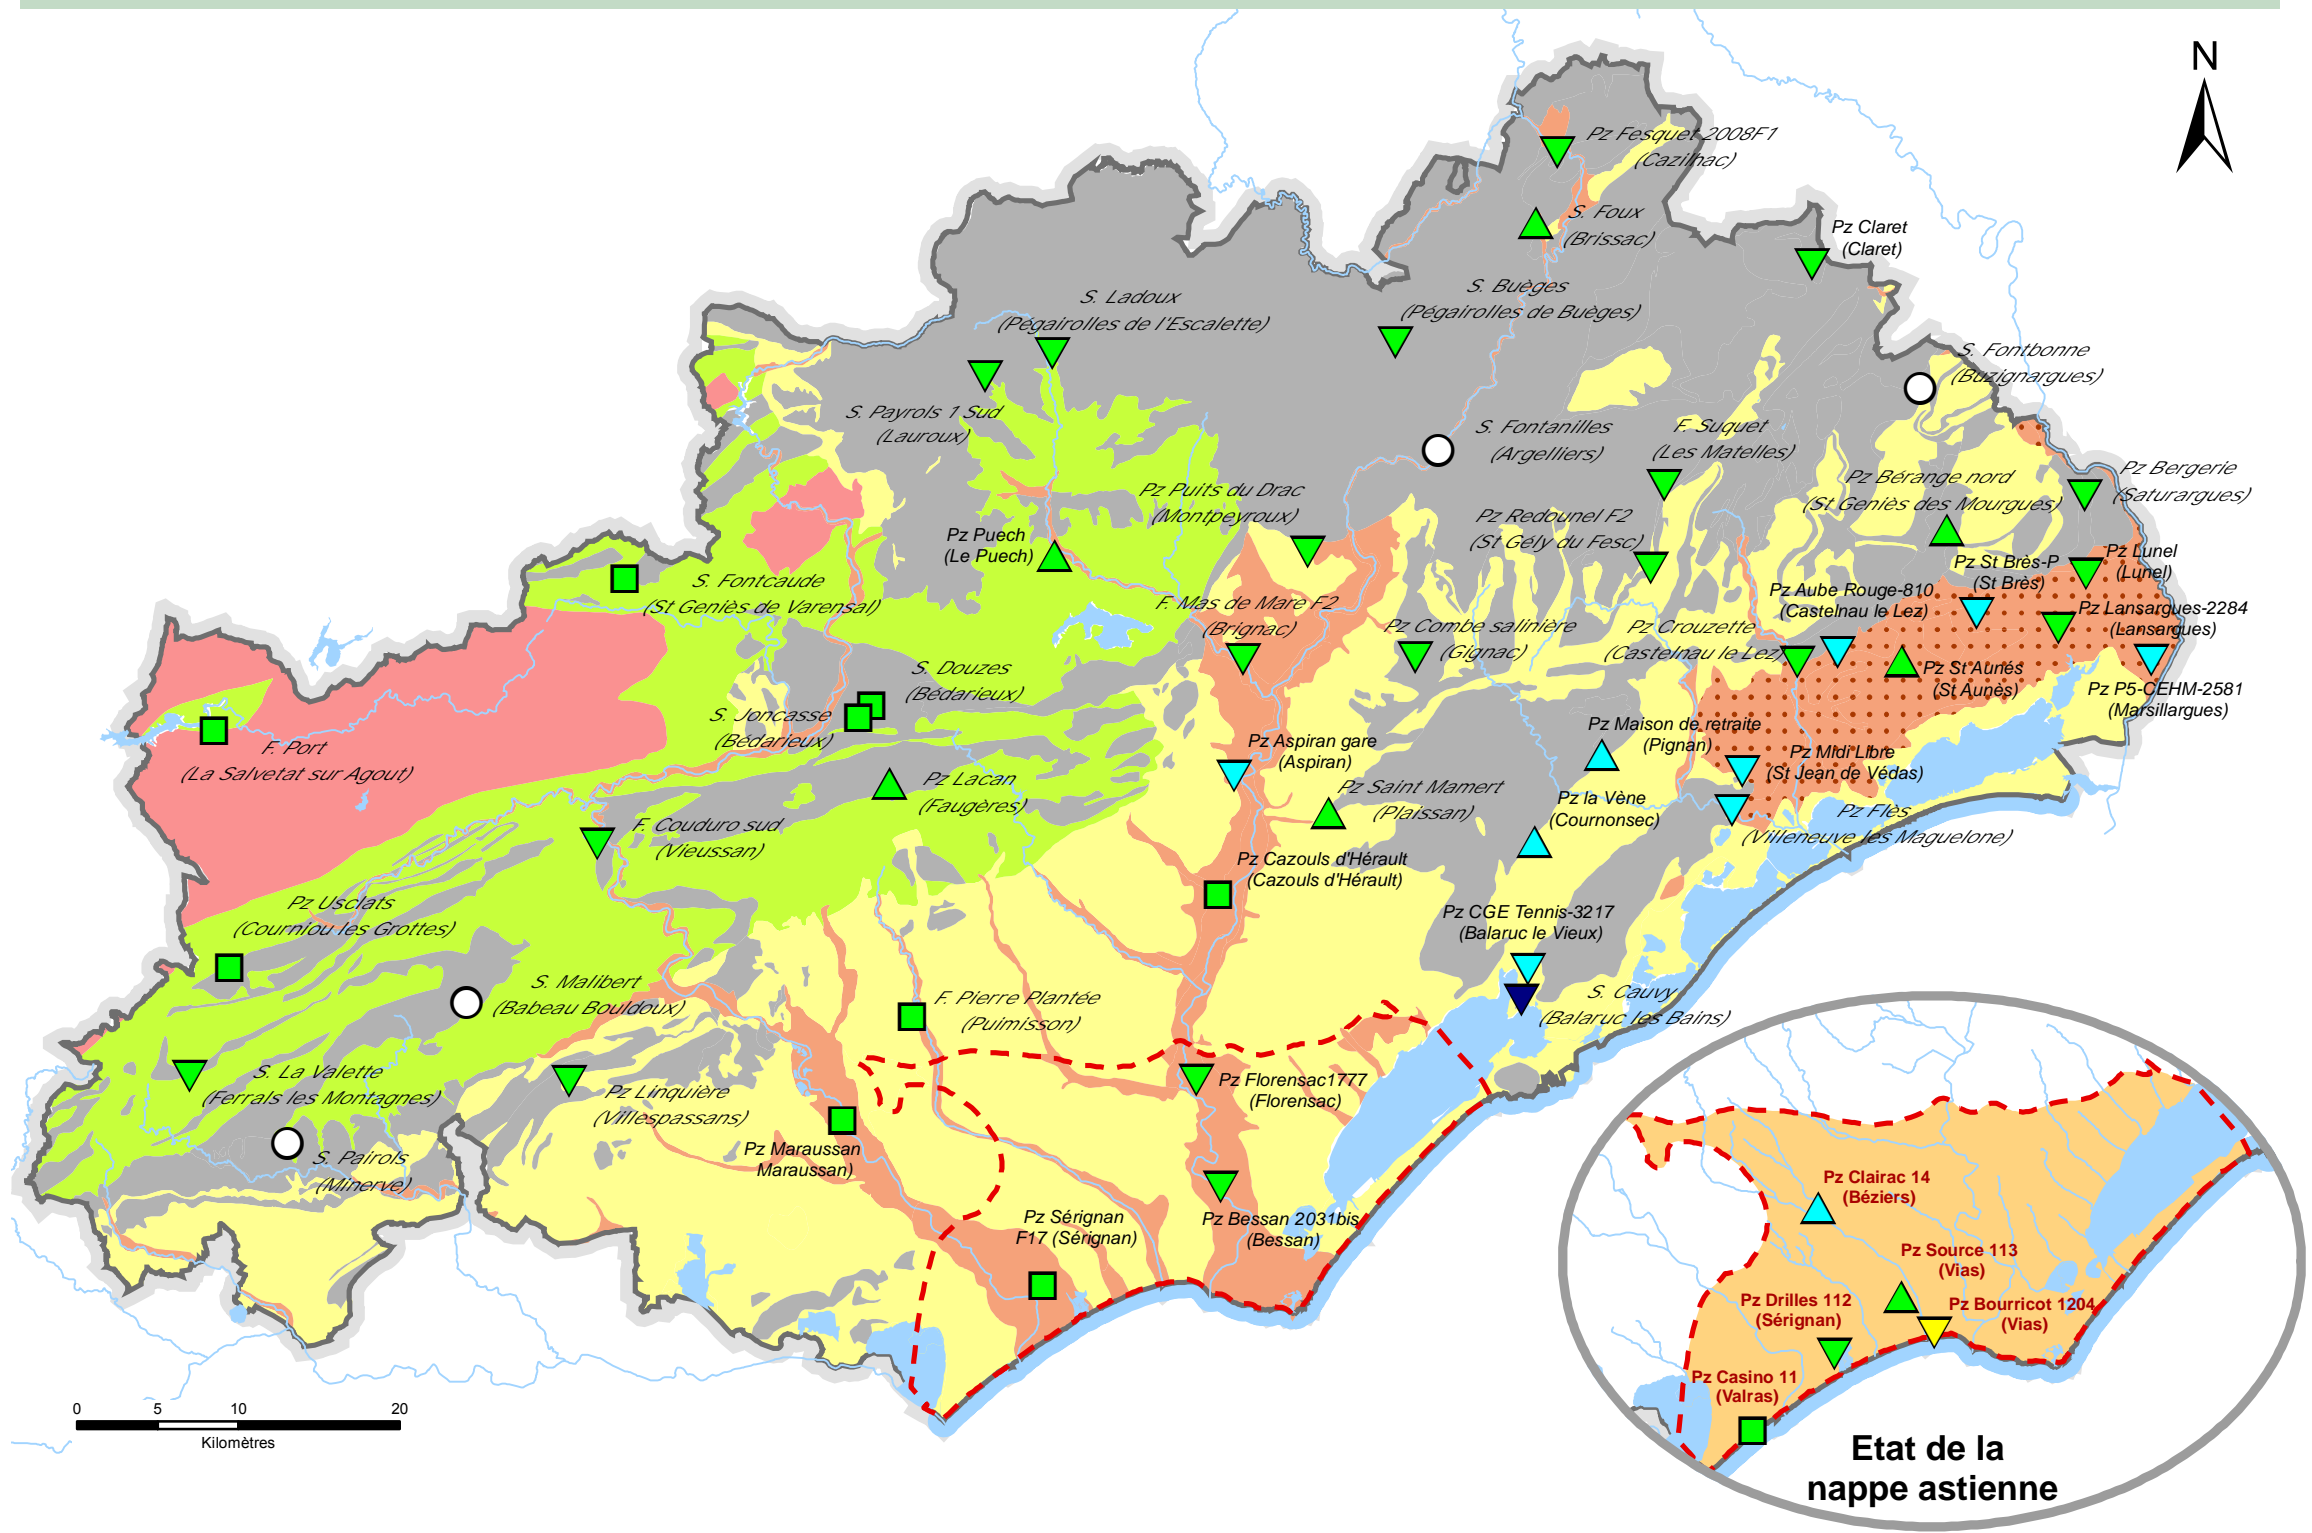 N
Pz Fesquet 2008F1
(Cazilhac)
S. Foux
(Brissac)
Pz Claret
(Claret)
S. Buèges
(Pégairolles de Buèges)
S. Ladoux
(Pégairolles de l'Escalette)
S. Fontbonne
(Buzignargues)
S. Payrols 1 Sud
(Lauroux)
S. Fontanilles
(Argelliers)
F. Suquet
(Les Matelles)
Pz Bérange nord
(St Geniès des Mourgues)
Pz Bergerie
(Saturargues)
Pz Puits du Drac
(Montpeyroux)
Pz Redounel F2
(St Gély du Fesc)
Pz Puech
(Le Puech)
Pz St Brès-P
(St Brès)
Pz Lunel
(Lunel)
S. Fontcaude
(St Geniès de Varensal)
Pz Aube Rouge-810
(Castelnau le Lez)
F. Mas de Mare F2
(Brignac)
Pz Combe salinière
(Gignac)
Pz Crouzette
(Castelnau le Lez)
Pz Lansargues-2284
(Lansargues)
S. Douzes
(Bédarieux)
Pz St Aunés
(St Aunès)
Pz P5-CEHM-2581
(Marsillargues)
S. Joncasse
(Bédarieux)
F. Port
(La Salvetat sur Agout)
Pz Aspiran gare
(Aspiran)
Pz Maison de retraite
(Pignan)
Pz Midi Libre
(St Jean de Védas)
Pz Lacan
(Faugères)
Pz Saint Mamert
(Plaissan)
Pz la Vène
(Cournonsec)
Pz Flès
(Villeneuve les Maguelone)
F. Couduro sud
(Vieussan)
Pz Cazouls d'Hérault
(Cazouls d'Hérault)
Pz Usclats
(Courniou les Grottes)
Pz CGE Tennis-3217
(Balaruc le Vieux)
S. Malibert
(Babeau Bouldoux)
F. Pierre Plantée
(Puimisson)
S. Cauvy
(Balaruc les Bains)
S. La Valette
(Ferrals les Montagnes)
Pz Linquière
(Villespassans)
Pz Florensac1777
(Florensac)
Pz Maraussan
Maraussan)
S. Pairols
(Minerve)
Pz Sérignan
F17 (Sérignan)
Pz Bessan 2031bis
(Bessan)
Pz Clairac 14
(Béziers)
Pz Source 113
(Vias)
Pz Drilles 112
(Sérignan)
Pz Bourricot 1204
(Vias)
Pz Casino 11
(Valras)
0 5 10 20
Kilomètres
Etat de la
nappe astienne